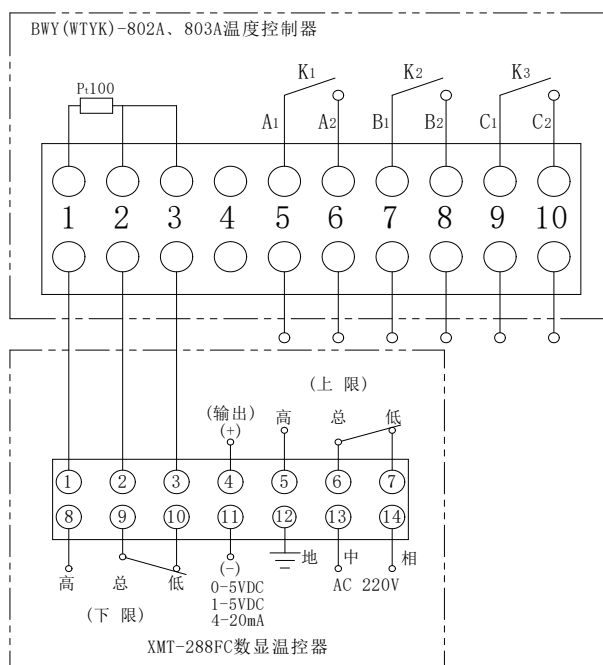 BWY(WTYK)-802A、803A温度控制器
Pt100
K1 K2 K3
A1 A2 B1 B2 C1 C2
1 2 3 4 5 6 7 8 9 10
(上 限)
(输出) 高 总 低
(+)
1 2 3 4 5 6 7
8 9 10 11 12 13 14
高 总 低 (-) 地 中 相
0-5VDC AC 220V
1-5VDC
4-20mA
(下 限)
XMT-288FC数显温控器